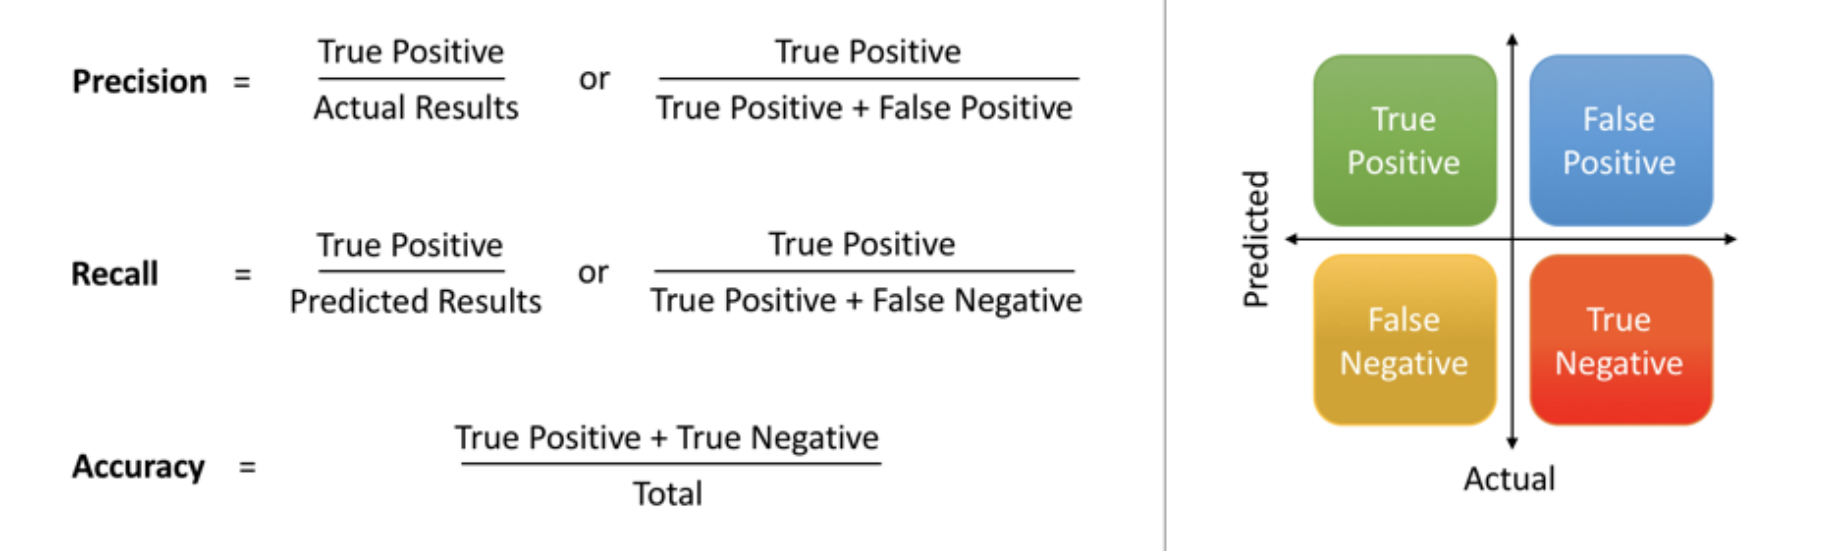 True Positive
Precision = or
Actual Results
True Positive
True Positive + False Positive
True Positive
Recall = or
Predicted Results
True Positive
True Positive + False Negative
True Positive + True Negative
Accuracy =
Total
Predicted
True
Positive
False
Positive
False
Negative
True
Negative
Actual